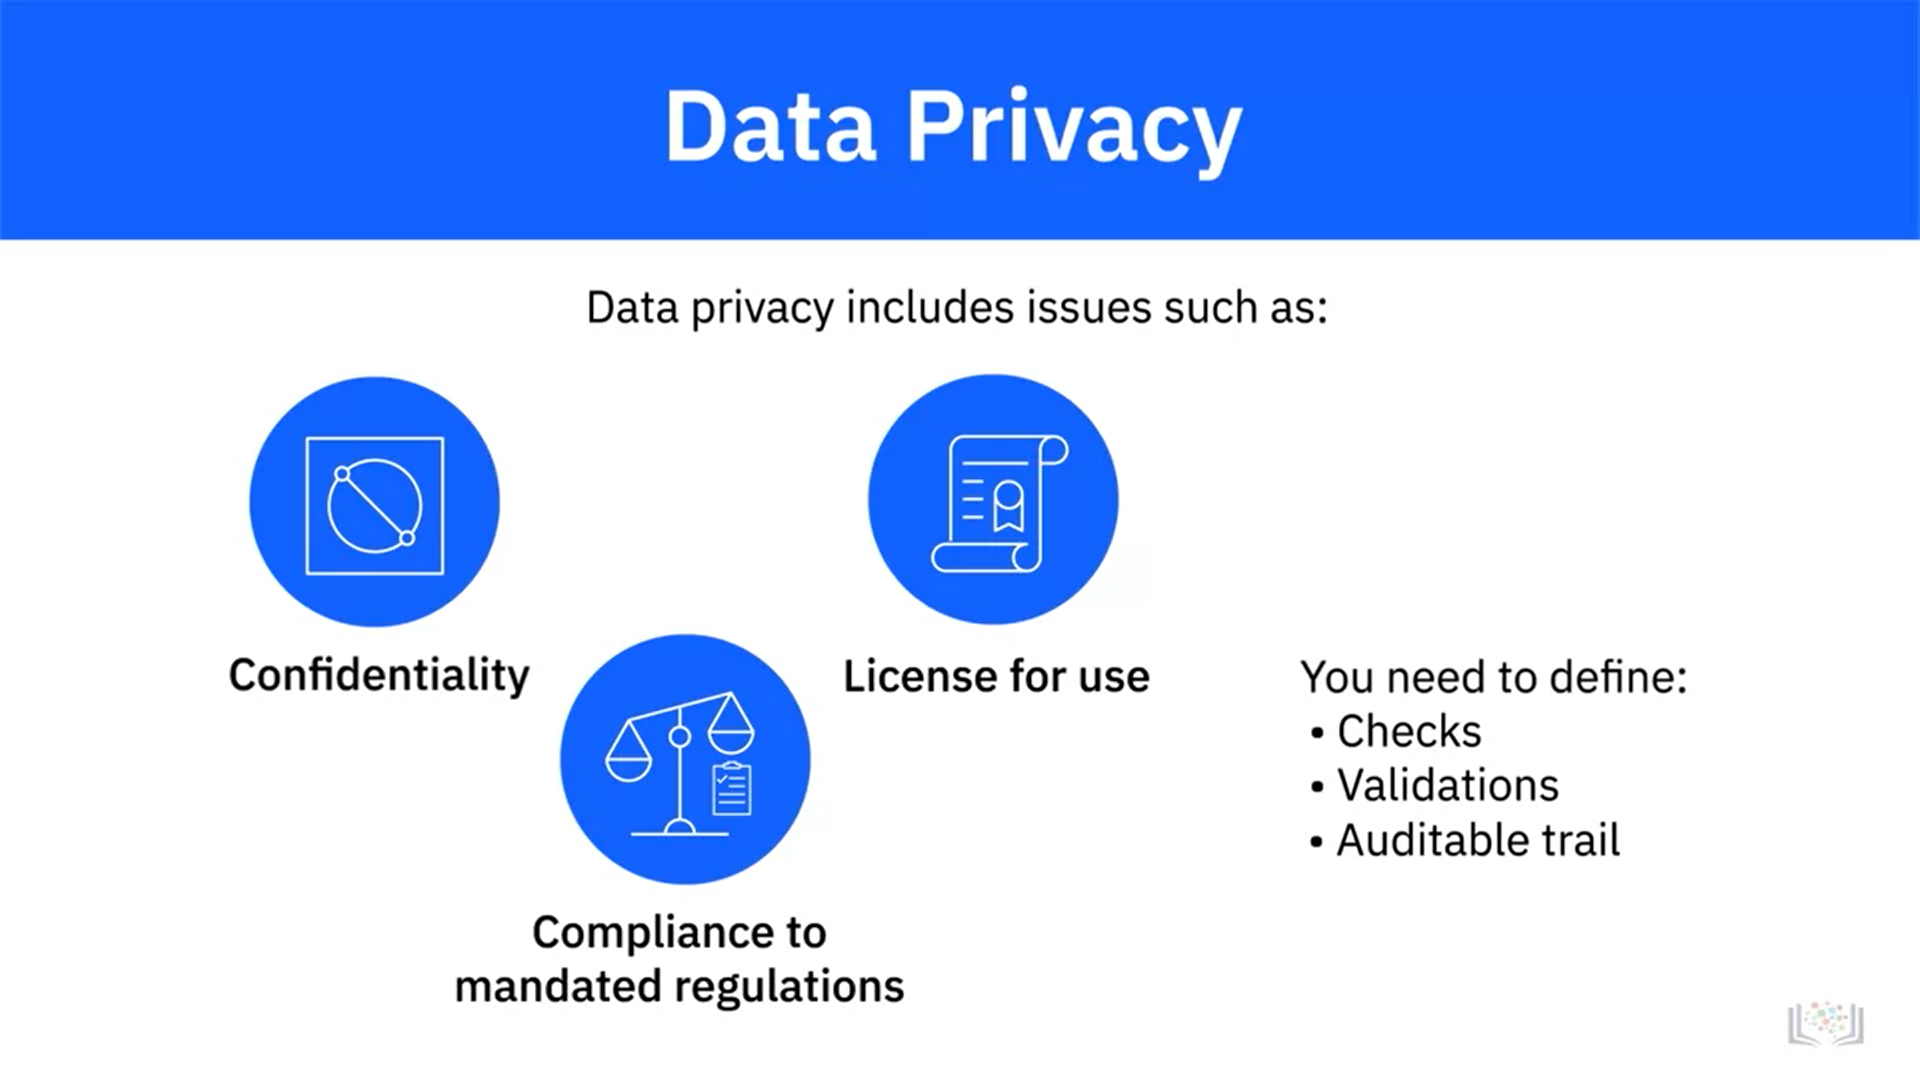 Data Privacy
Data privacy includes issues such as:
Confidentiality
License for use
Compliance to
mandated regulations
You need to define:
• Checks
• Validations
• Auditable trail